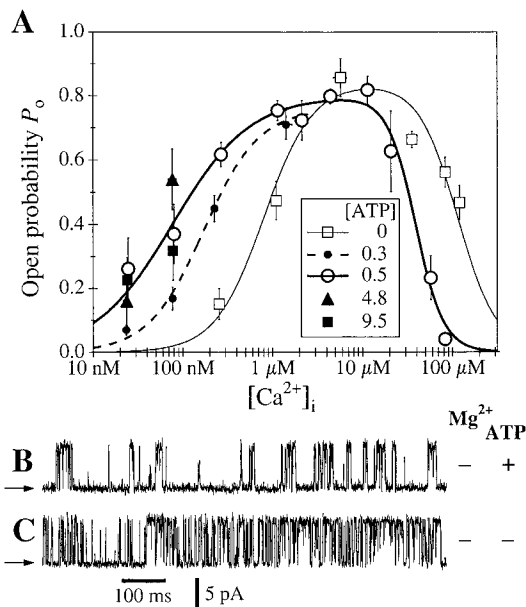 A
1.0
0.8
0.6
0.4
0.2
0.0
Open probability Po
[ATP]
0
0.3
0.5
4.8
9.5
10 nM 100 nM 1 µM 10 µM 100 µM
[Ca2+]i
Mg2+ ATP
B − +
C − −
100 ms 5 pA